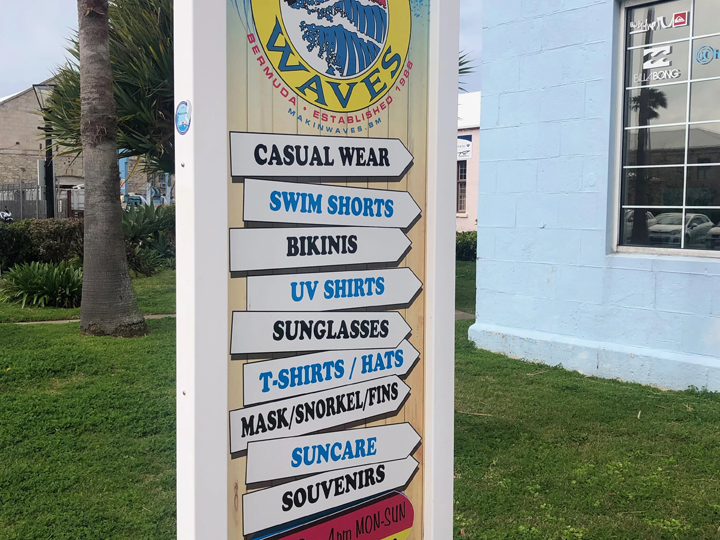 WAVES
BERMUDA • ESTABLISHED 1988
MAKINWAVES.BM
CASUAL WEAR
SWIM SHORTS
BIKINIS
UV SHIRTS
SUNGLASSES
T-SHIRTS / HATS
MASK/SNORKEL/FINS
SUNCARE
SOUVENIRS
4PM MON-SUN
BILLABONG